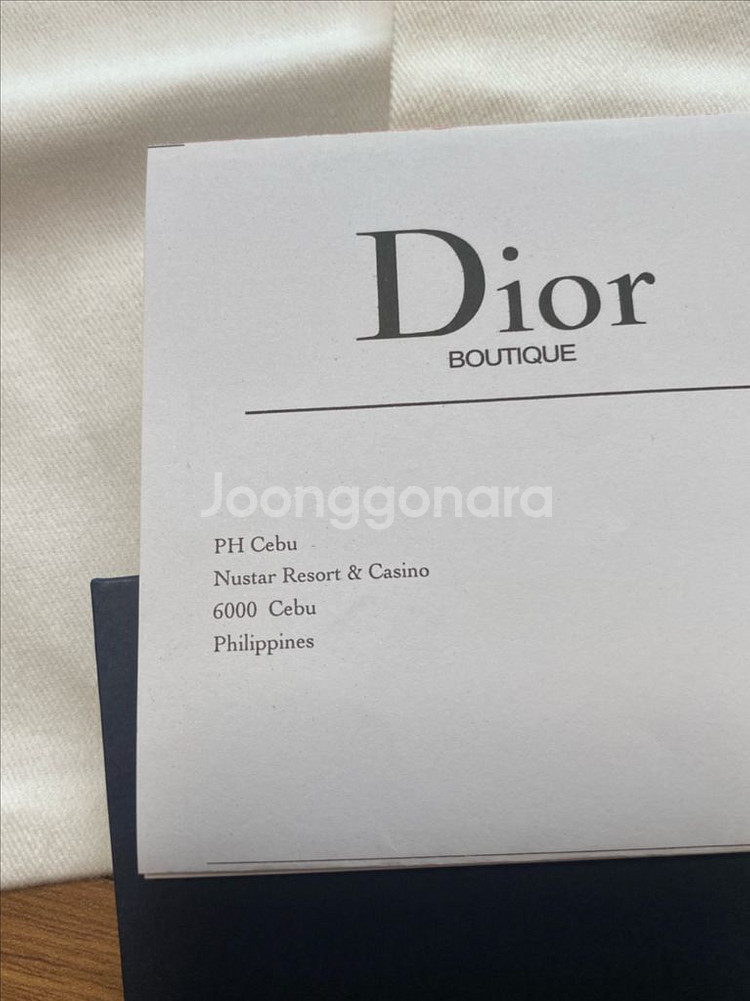 Dior
BOUTIQUE
Joonggonara
PH Cebu
Nustar Resort & Casino
6000 Cebu
Philippines